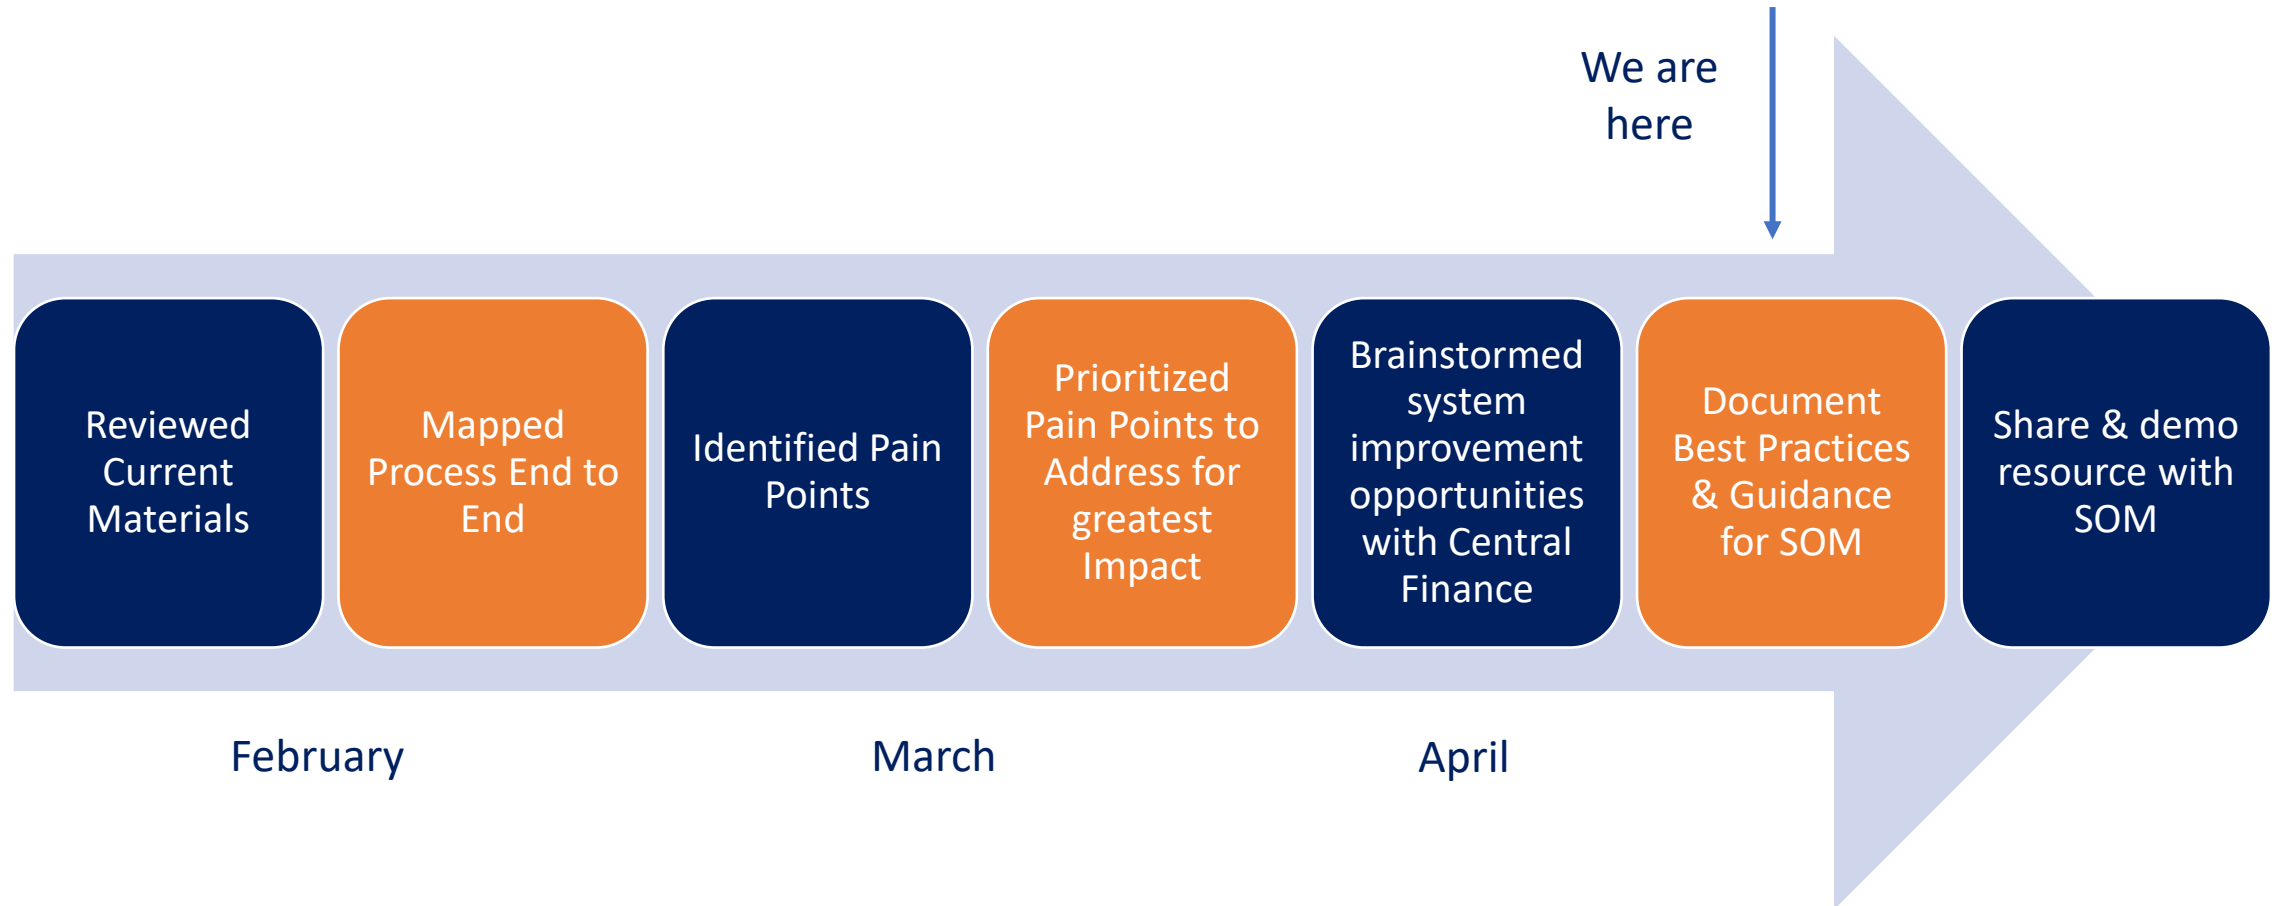 We are
here
Reviewed
Current
Materials
Mapped
Process End to
End
Identified Pain
Points
Prioritized
Pain Points to
Address for
greatest
Impact
Brainstormed
system
improvement
opportunities
with Central
Finance
Document
Best Practices
& Guidance
for SOM
Share & demo
resource with
SOM
February
March
April